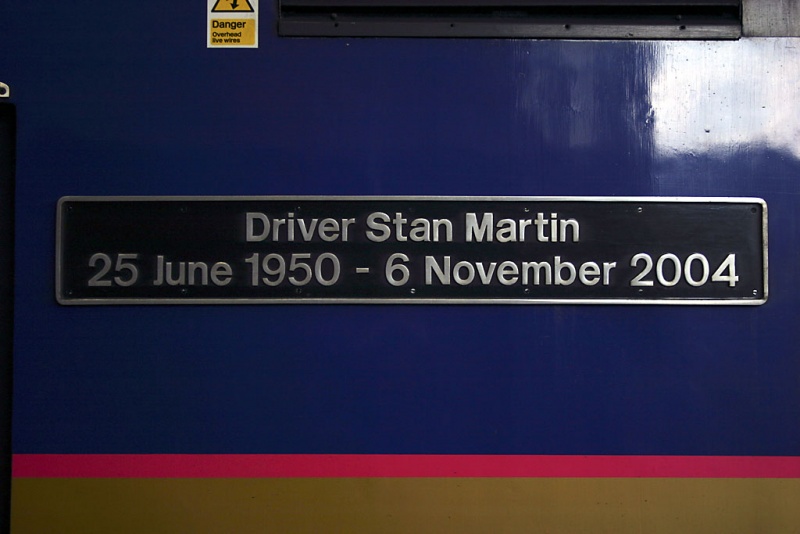 Danger
Overhead
live wires
Driver Stan Martin
25 June 1950 - 6 November 2004